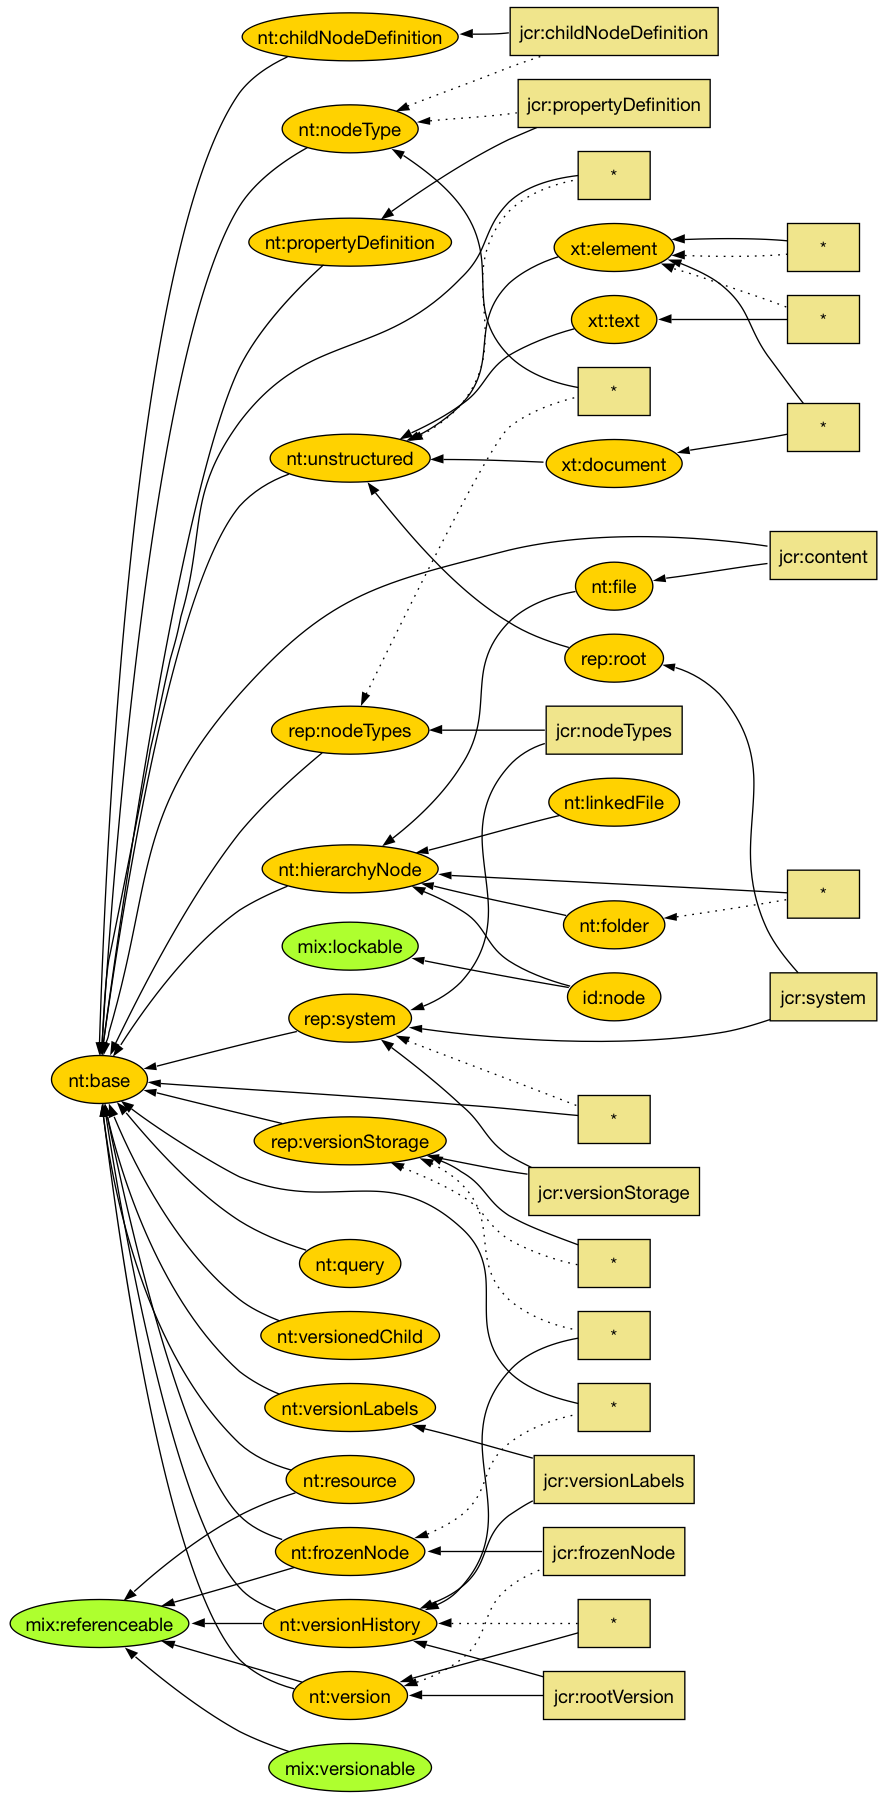 nt:childNodeDefinition
jcr:childNodeDefinition
jcr:propertyDefinition
nt:nodeType
*
nt:propertyDefinition
xt:element
*
xt:text
*
*
*
nt:unstructured
xt:document
jcr:content
nt:file
rep:root
rep:nodeTypes
jcr:nodeTypes
nt:linkedFile
nt:hierarchyNode
*
nt:folder
mix:lockable
id:node
jcr:system
rep:system
nt:base
*
rep:versionStorage
jcr:versionStorage
nt:query
*
nt:versionedChild
*
nt:versionLabels
*
nt:resource
jcr:versionLabels
nt:frozenNode
jcr:frozenNode
mix:referenceable
nt:versionHistory
*
nt:version
jcr:rootVersion
mix:versionable